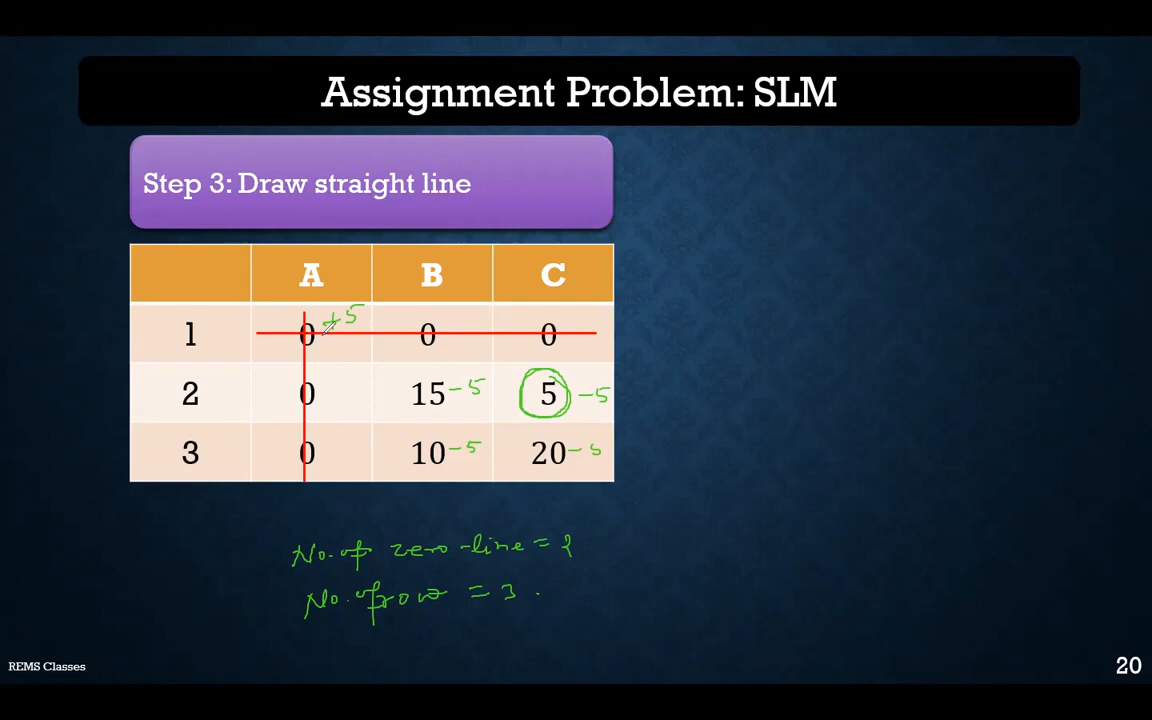 Assignment Problem: SLM
Step 3: Draw straight line
A B C
1 0 +5 0 0
2 0 15 -5 5 -5
3 0 10 -5 20 -5
No. of zero-line = 2
No. of row = 3 .
REMS Classes
20